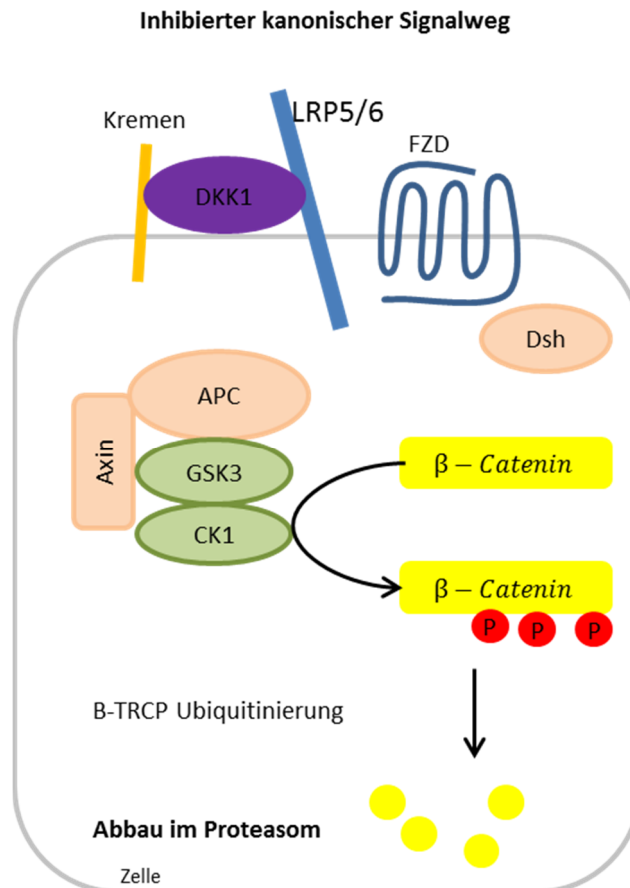 Inhibierter kanonischer Signalweg
LRP5/6
Kremen
FZD
DKK1
Dsh
APC
Axin
GSK3
β – Catenin
CK1
β – Catenin
P P P
B-TRCP Ubiquitinierung
Abbau im Proteasom
Zelle